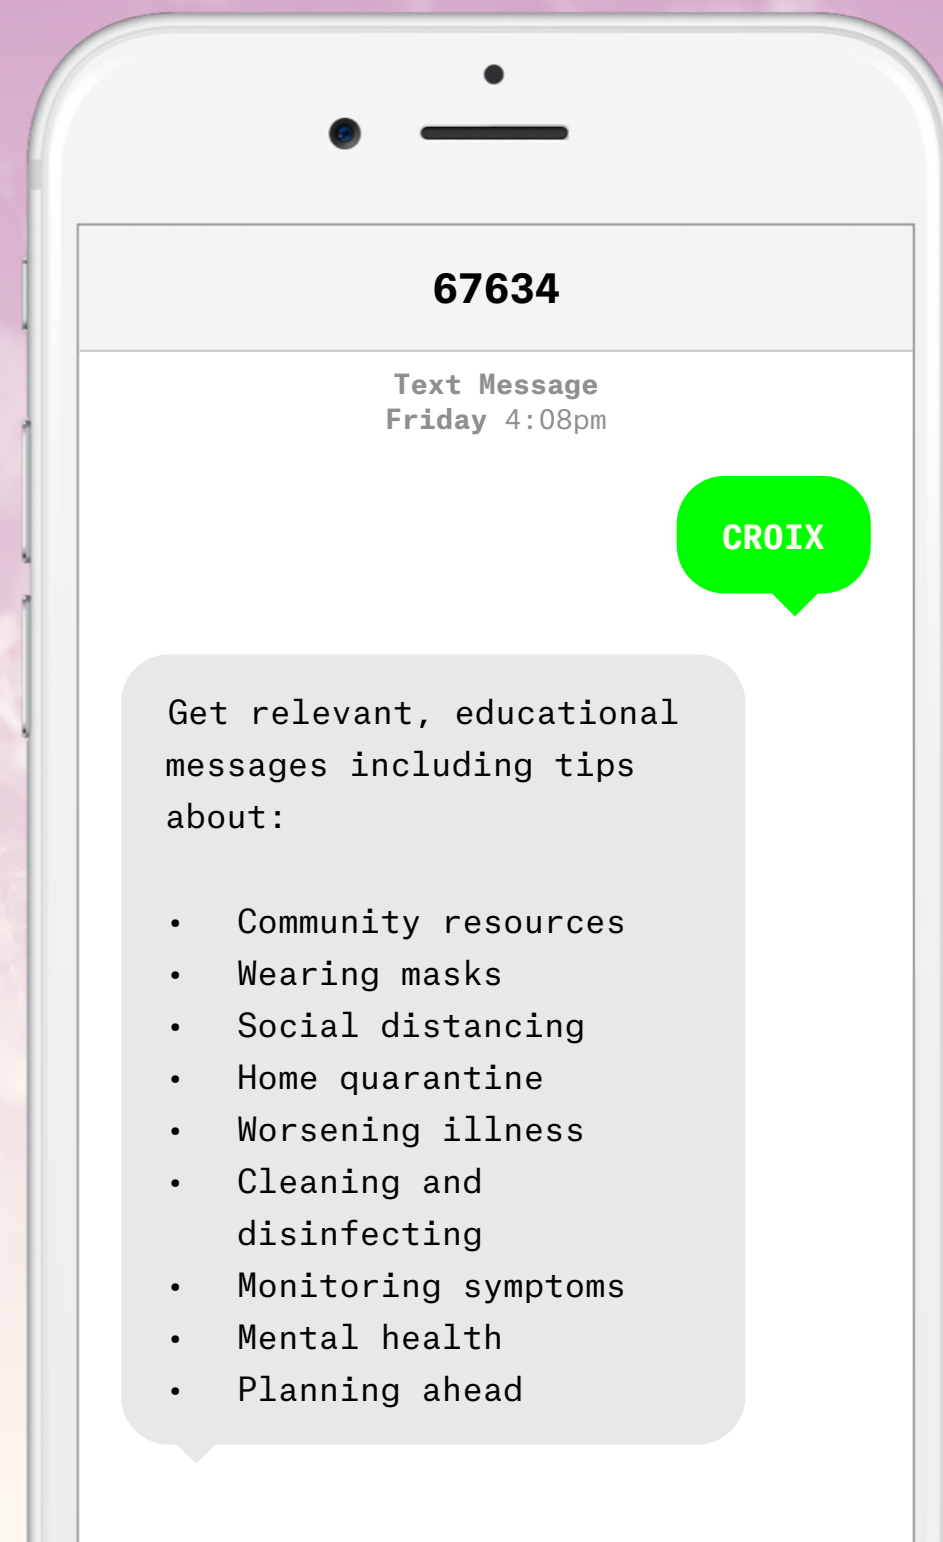 67634
Text Message
Friday 4:08pm
CROIX
Get relevant, educational
messages including tips
about:
• Community resources
• Wearing masks
• Social distancing
• Home quarantine
• Worsening illness
• Cleaning and
disinfecting
• Monitoring symptoms
• Mental health
• Planning ahead